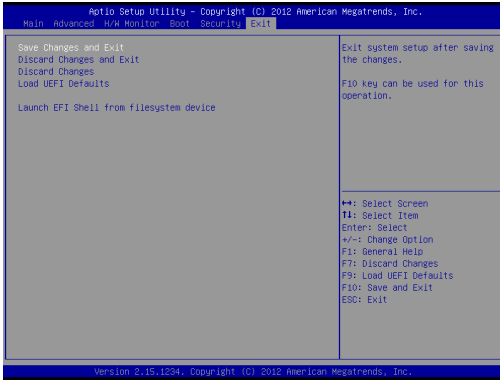 Aptio Setup Utility - Copyright (C) 2012 American Megatrends, Inc.
Main Advanced H/W Monitor Boot Security Exit
Save Changes and Exit
Discard Changes and Exit
Discard Changes
Load UEFI Defaults
Launch EFI Shell from filesystem device
Exit system setup after saving
the changes.
F10 key can be used for this
operation.
↔: Select Screen
↑↓: Select Item
Enter: Select
+/-: Change Option
F1: General Help
F7: Discard Changes
F9: Load UEFI Defaults
F10: Save and Exit
ESC: Exit
Version 2.15.1234. Copyright (C) 2012 American Megatrends, Inc.